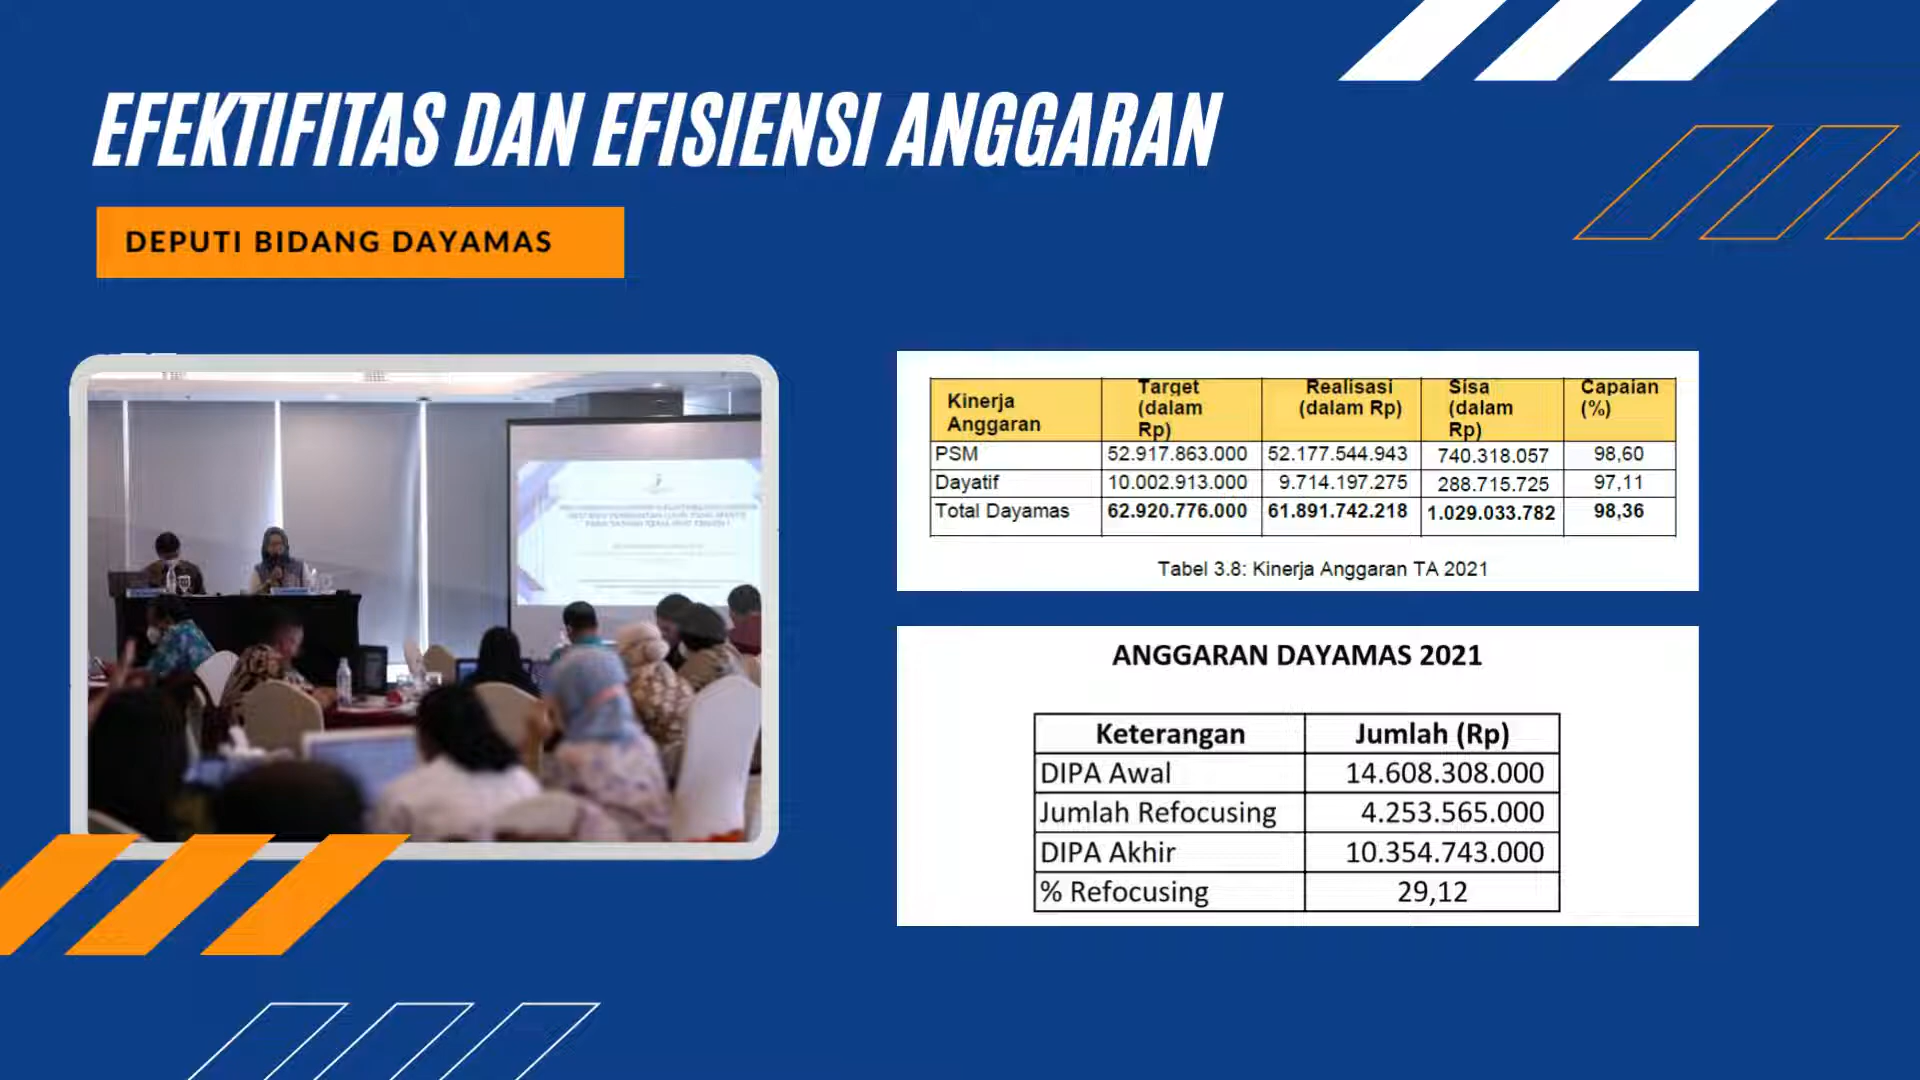 EFEKTIFITAS DAN EFISIENSI ANGGARAN
DEPUTI BIDANG DAYAMAS
Kinerja Anggaran Target (dalam Rp) Realisasi (dalam Rp) Sisa (dalam Rp) Capaian (%)
PSM 52.917.863.000 52.177.544.943 740.318.057 98,60
Dayatif 10.002.913.000 9.714.197.275 288.715.725 97,11
Total Dayamas 62.920.776.000 61.891.742.218 1.029.033.782 98,36
Tabel 3.8: Kinerja Anggaran TA 2021
ANGGARAN DAYAMAS 2021
Keterangan Jumlah (Rp)
DIPA Awal 14.608.308.000
Jumlah Refocusing 4.253.565.000
DIPA Akhir 10.354.743.000
% Refocusing 29,12